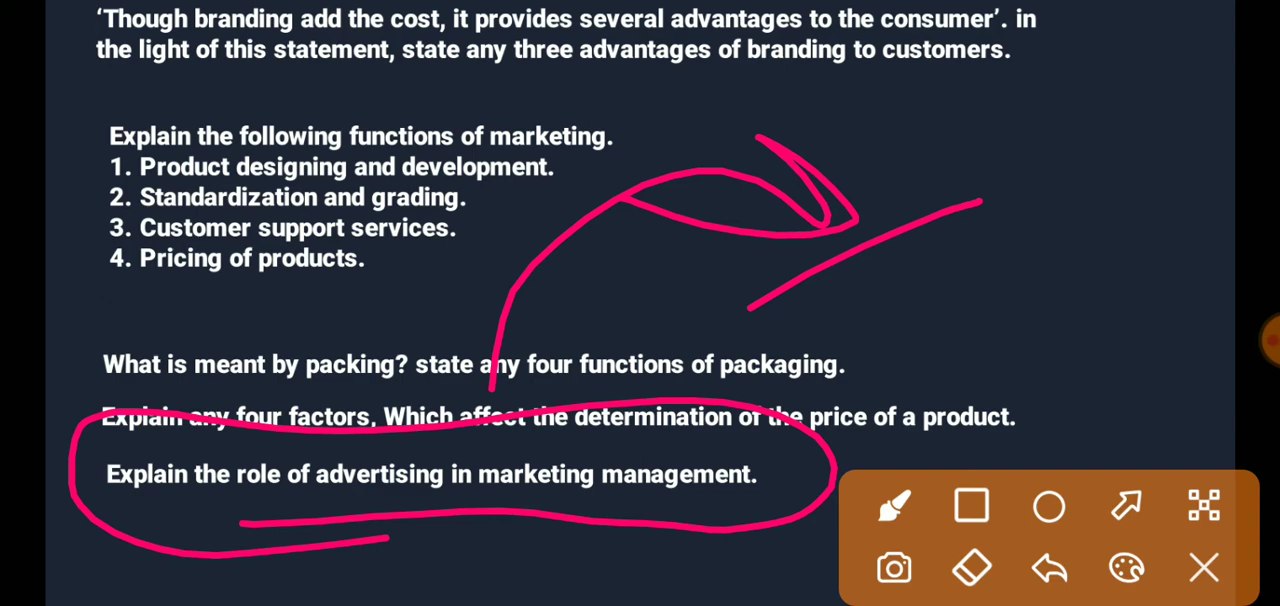 ‘Though branding add the cost, it provides several advantages to the consumer’. in
the light of this statement, state any three advantages of branding to customers.
Explain the following functions of marketing.
1. Product designing and development.
2. Standardization and grading.
3. Customer support services.
4. Pricing of products.
What is meant by packing? state any four functions of packaging.
Explain any four factors, Which affect the determination of the price of a product.
Explain the role of advertising in marketing management.